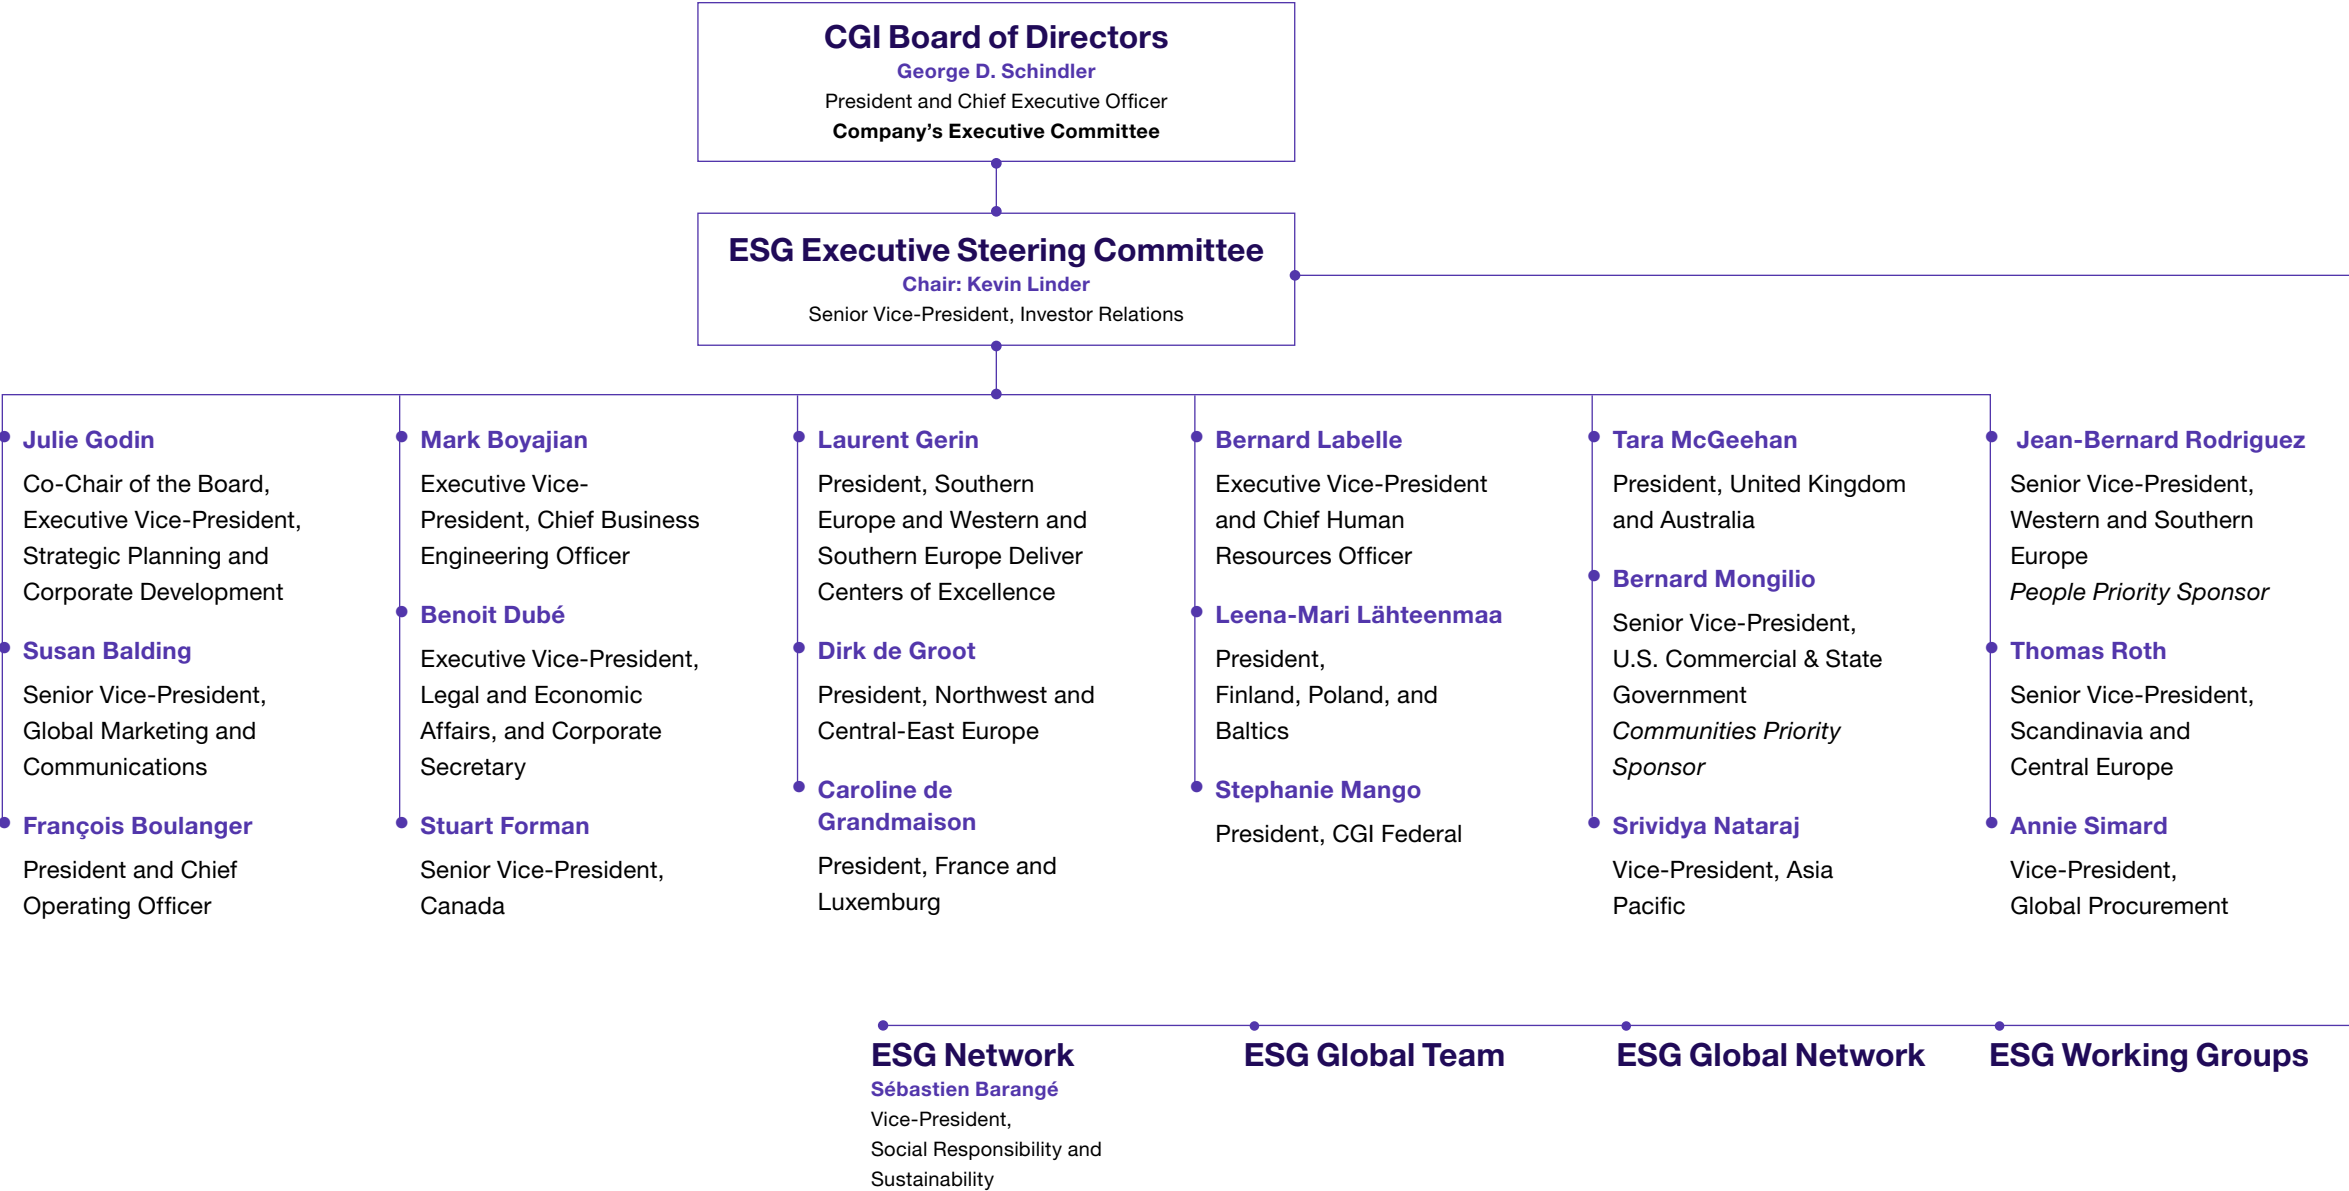 CGI Board of Directors
George D. Schindler
President and Chief Executive Officer
Company’s Executive Committee
ESG Executive Steering Committee
Chair: Kevin Linder
Senior Vice-President, Investor Relations
Julie Godin
Co-Chair of the Board,
Executive Vice-President,
Strategic Planning and
Corporate Development
Susan Balding
Senior Vice-President,
Global Marketing and
Communications
François Boulanger
President and Chief
Operating Officer
Mark Boyajian
Executive Vice-
President, Chief Business
Engineering Officer
Benoit Dubé
Executive Vice-President,
Legal and Economic
Affairs, and Corporate
Secretary
Stuart Forman
Senior Vice-President,
Canada
Laurent Gerin
President, Southern
Europe and Western and
Southern Europe Deliver
Centers of Excellence
Dirk de Groot
President, Northwest and
Central-East Europe
Caroline de
Grandmaison
President, France and
Luxemburg
Bernard Labelle
Executive Vice-President
and Chief Human
Resources Officer
Leena-Mari Lähteenmaa
President,
Finland, Poland, and
Baltics
Stephanie Mango
President, CGI Federal
Tara McGeehan
President, United Kingdom
and Australia
Bernard Mongilio
Senior Vice-President,
U.S. Commercial & State
Government
Communities Priority
Sponsor
Srividya Nataraj
Vice-President, Asia
Pacific
Jean-Bernard Rodriguez
Senior Vice-President,
Western and Southern
Europe
People Priority Sponsor
Thomas Roth
Senior Vice-President,
Scandinavia and
Central Europe
Annie Simard
Vice-President,
Global Procurement
ESG Network
Sébastien Barangé
Vice-President,
Social Responsibility and
Sustainability
ESG Global Team
ESG Global Network
ESG Working Groups